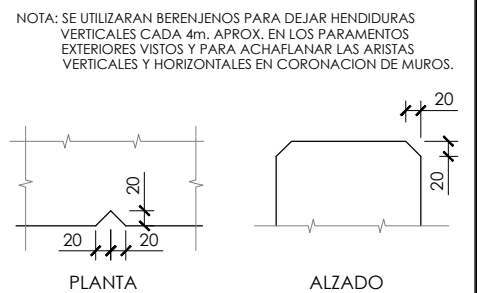 NOTA: SE UTILIZARAN BERENJENOS PARA DEJAR HENDIDURAS
VERTICALES CADA 4m. APROX. EN LOS PARAMENTOS
EXTERIORES VISTOS Y PARA ACHAFLANAR LAS ARISTAS
VERTICALES Y HORIZONTALES EN CORONACION DE MUROS.
20
20
20
20 20
20
PLANTA ALZADO